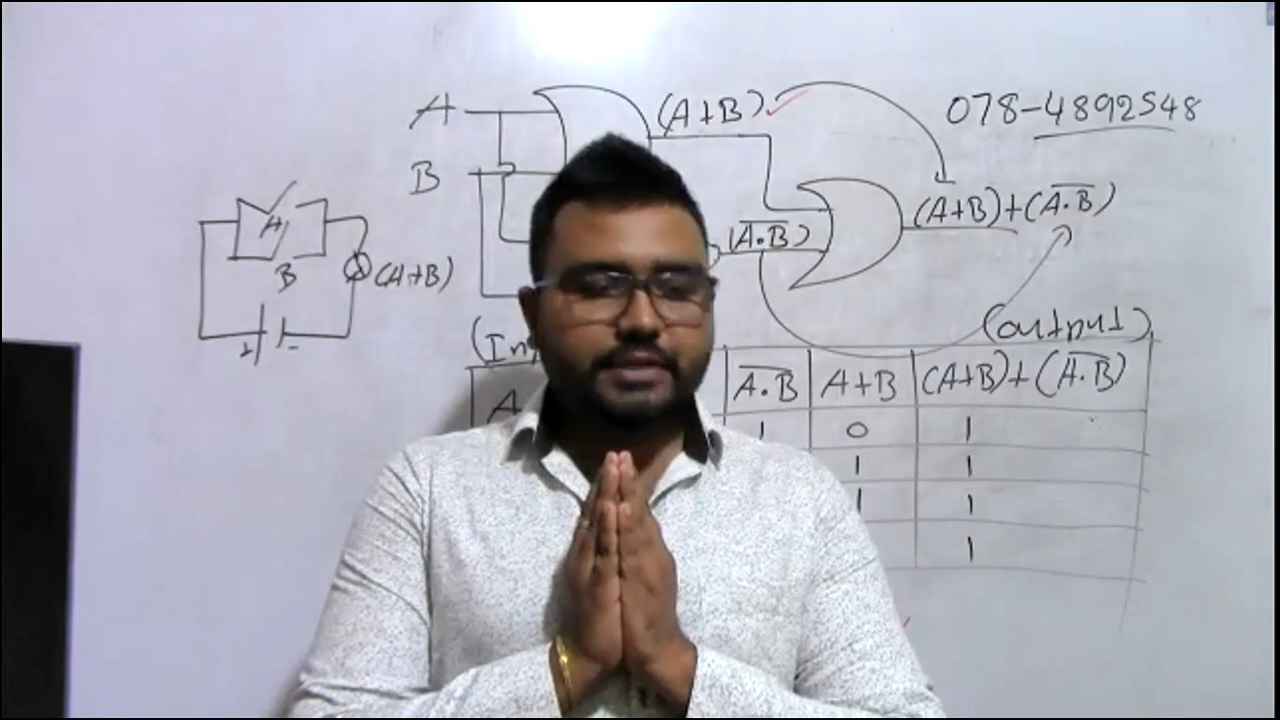 A (A+B) 078-4892548
B (A̅.̅B̅) (A+B)+(A̅.̅B̅)
A
B (A+B)
+ -
(In (output)
A A̅.̅B̅ A+B (A+B)+(A̅.̅B̅)
1 0 1
1 1
1 1
1